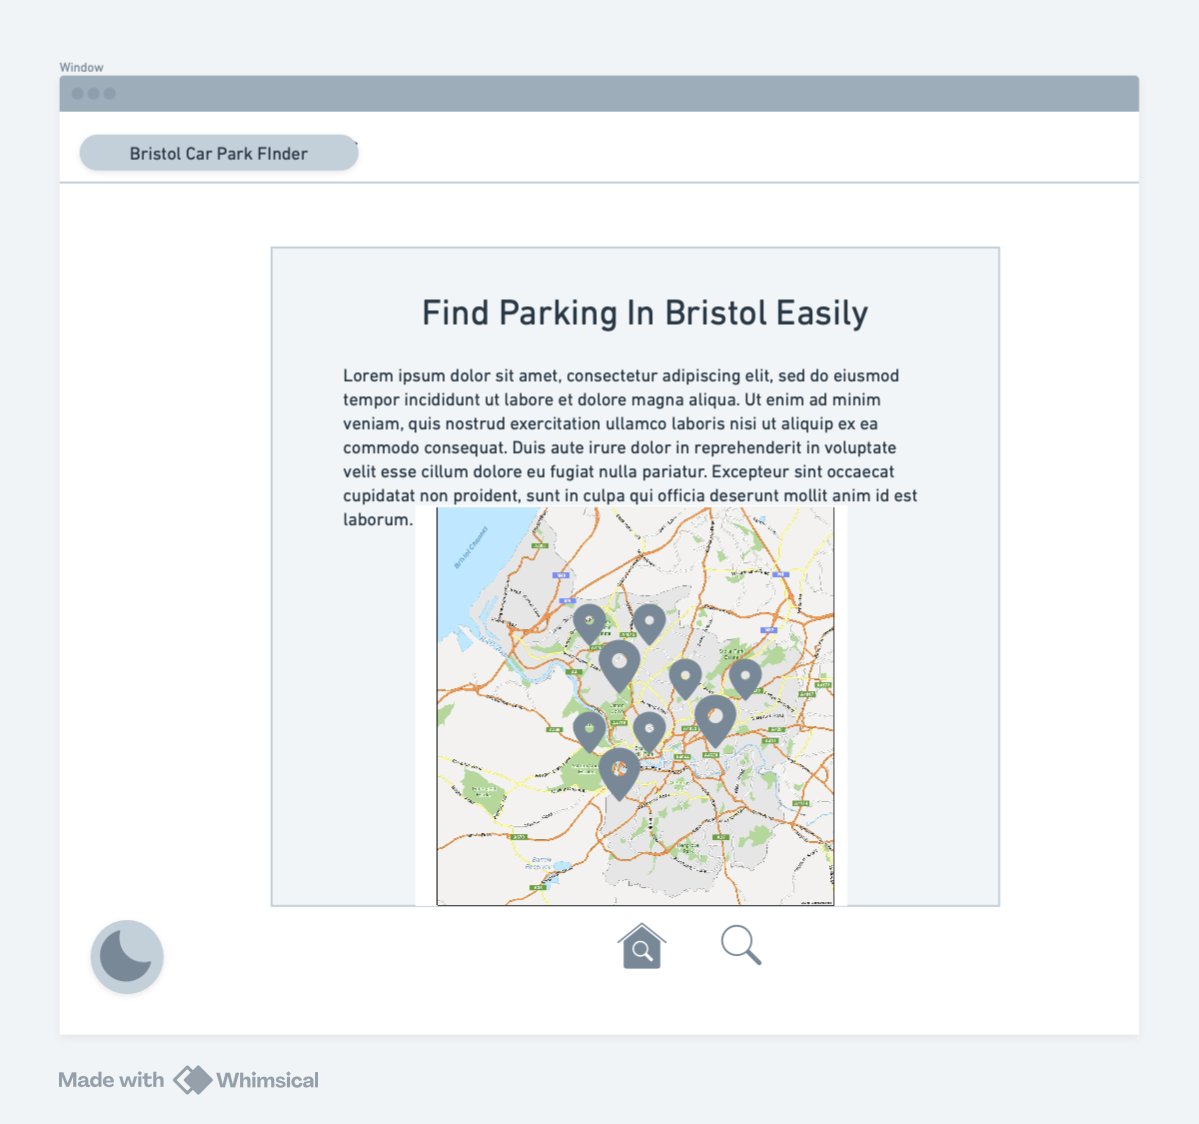 Window
Bristol Car Park FInder
Find Parking In Bristol Easily
Lorem ipsum dolor sit amet, consectetur adipiscing elit, sed do eiusmod
tempor incididunt ut labore et dolore magna aliqua. Ut enim ad minim
veniam, quis nostrud exercitation ullamco laboris nisi ut aliquip ex ea
commodo consequat. Duis aute irure dolor in reprehenderit in voluptate
velit esse cillum dolore eu fugiat nulla pariatur. Excepteur sint occaecat
cupidatat non proident, sunt in culpa qui officia deserunt mollit anim id est
laborum.
Bristol Channel
Made with Whimsical